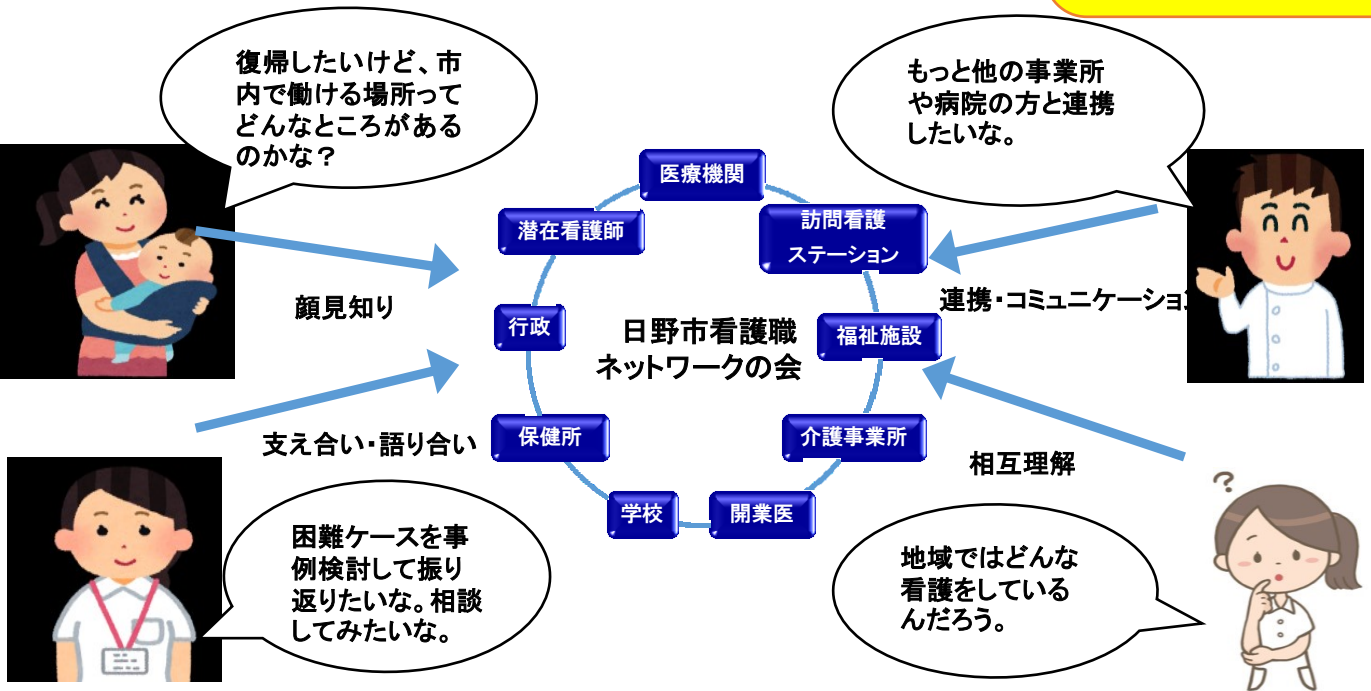 復帰したいけど、市
内で働ける場所って
どんなところがある
のかな？
もっと他の事業所
や病院の方と連携
したいな。
医療機関
潜在看護師
訪問看護
ステーション
顔見知り
行政
日野市看護職
ネットワークの会
福祉施設
連携・コミュニケーション
支え合い・語り合い
保健所
介護事業所
相互理解
学校
開業医
困難ケースを事
例検討して振り
返りたいな。相談
してみたいな。
地域ではどんな
看護をしている
んだろう。
?